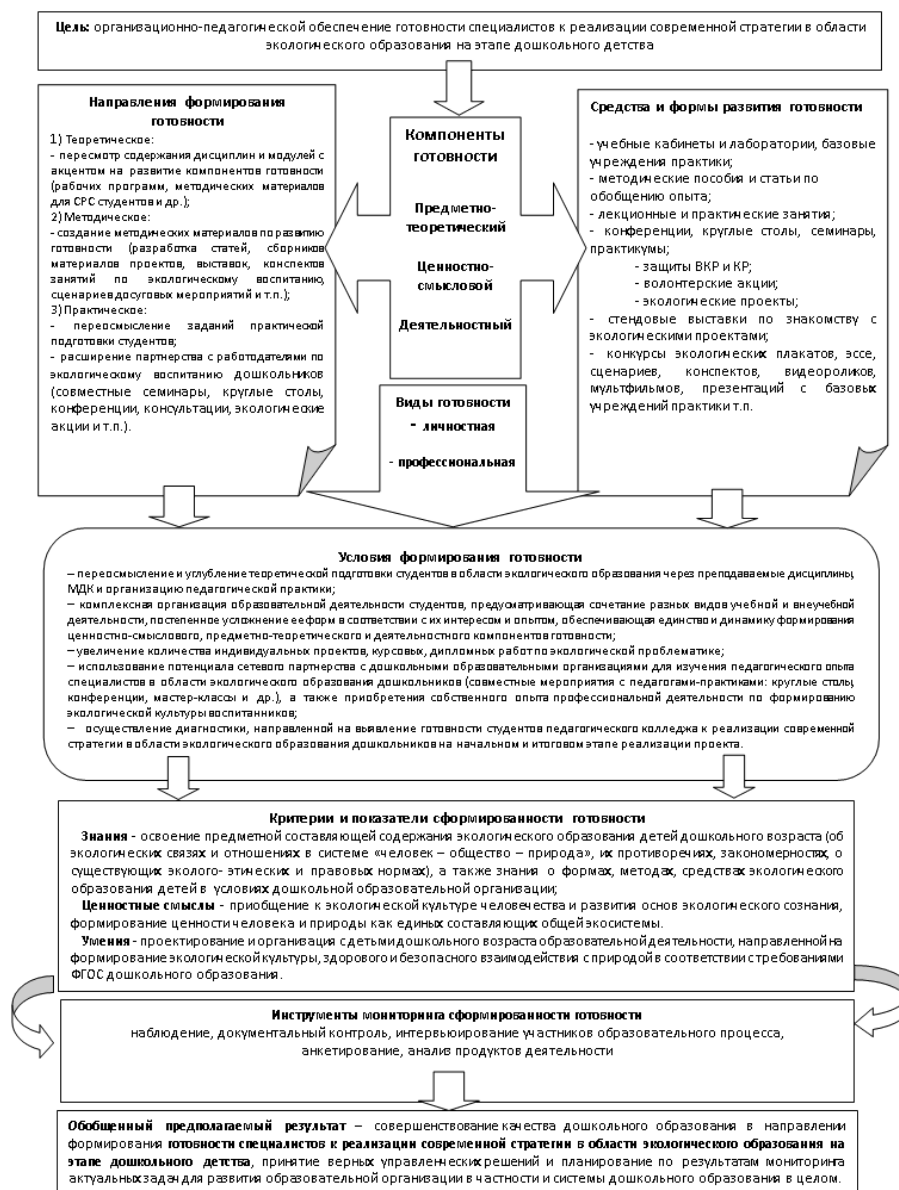 Цель: организационно-педагогической обеспечение готовности специалистов к реализации современной стратегии в области
экологического образования на этапе дошкольного детства
Направления формирования
готовности
1) Теоретическое:
- пересмотр содержания дисциплин и модулей с
акцентом на развитие компонентов готовности
(рабочих программ, методических материалов
для СРС студентов и др.);
2) Методическое:
- создание методических материалов по развитию
готовности (разработка статей, сборников
материалов проектов, выставок, конспектов
занятий по экологическому воспитанию,
сценариев досуговых мероприятий и т.п.);
3) Практическое:
- переосмысление заданий практической
подготовки студентов;
- расширение партнерства с работодателями по
экологическому воспитанию дошкольников
(совместные семинары, круглые столы,
конференции, консультации, экологические
акции и т.п.).
Компоненты
готовности
Предметно-
теоретический
Ценностно-
смысловой
Деятельностный
Средства и формы развития готовности
- учебные кабинеты и лаборатории, базовые
учреждения практики;
- методические пособия и статьи по
обобщению опыта;
- лекционные и практические занятия;
- конференции, круглые столы, семинары,
практикумы;
- защиты ВКР и КР;
- волонтерские акции;
- экологические проекты;
- стендовые выставки по знакомству с
экологическими проектами;
- конкурсы экологических плакатов, эссе,
сценариев, конспектов, видеороликов,
мультфильмов, презентаций с базовых
учреждений практики т.п.
Виды готовности
- личностная
- профессиональная
Условия формирования готовности
– переосмысление и углубление теоретической подготовки студентов в области экологического образования через преподаваемые дисциплины,
МДК и организацию педагогической практики;
– комплексная организация образовательной деятельности студентов, предусматривающая сочетание разных видов учебной и внеучебной
деятельности, постепенное усложнение ее форм в соответствии с их интересом и опытом, обеспечивающая единство и динамику формирования
ценностно-смыслового, предметно-теоретического и деятельностного компонентов готовности;
– увеличение количества индивидуальных проектов, курсовых, дипломных работ по экологической проблематике;
– использование потенциала сетевого партнерства с дошкольными образовательными организациями для изучения педагогического опыта
специалистов в области экологического образования дошкольников (совместные мероприятия с педагогами-практиками: круглые столы,
конференции, мастер-классы и др.), а также приобретения собственного опыта профессиональной деятельности по формированию
экологической культуры воспитанников;
– осуществление диагностики, направленной на выявление готовности студентов педагогического колледжа к реализации современной
стратегии в области экологического образования дошкольников на начальном и итоговом этапе реализации проекта.
Критерии и показатели сформированности готовности
Знания - освоение предметной составляющей содержания экологического образования детей дошкольного возраста (об
экологических связях и отношениях в системе «человек – общество – природа», их противоречиях, закономерностях, о
существующих эколого- этических и правовых нормах), а также знания о формах, методах, средствах экологического
образования детей в условиях дошкольной образовательной организации;
Ценностные смыслы - приобщение к экологической культуре человечества и развития основ экологического сознания,
формирование ценности человека и природы как единых составляющих общей экосистемы.
Умения - проектирование и организация с детьми дошкольного возраста образовательной деятельности, направленной на
формирование экологической культуры, здорового и безопасного взаимодействия с природой в соответствии с требованиями
ФГОС дошкольного образования.
Инструменты мониторинга сформированности готовности
наблюдение, документальный контроль, интервьюирование участников образовательного процесса,
анкетирование, анализ продуктов деятельности
Обобщенный предполагаемый результат – совершенствование качества дошкольного образования в направлении
формирования готовности специалистов к реализации современной стратегии в области экологического образования на
этапе дошкольного детства, принятие верных управленческих решений и планирование по результатам мониторинга
актуальных задач для развития образовательной организации в частности и системы дошкольного образования в целом.